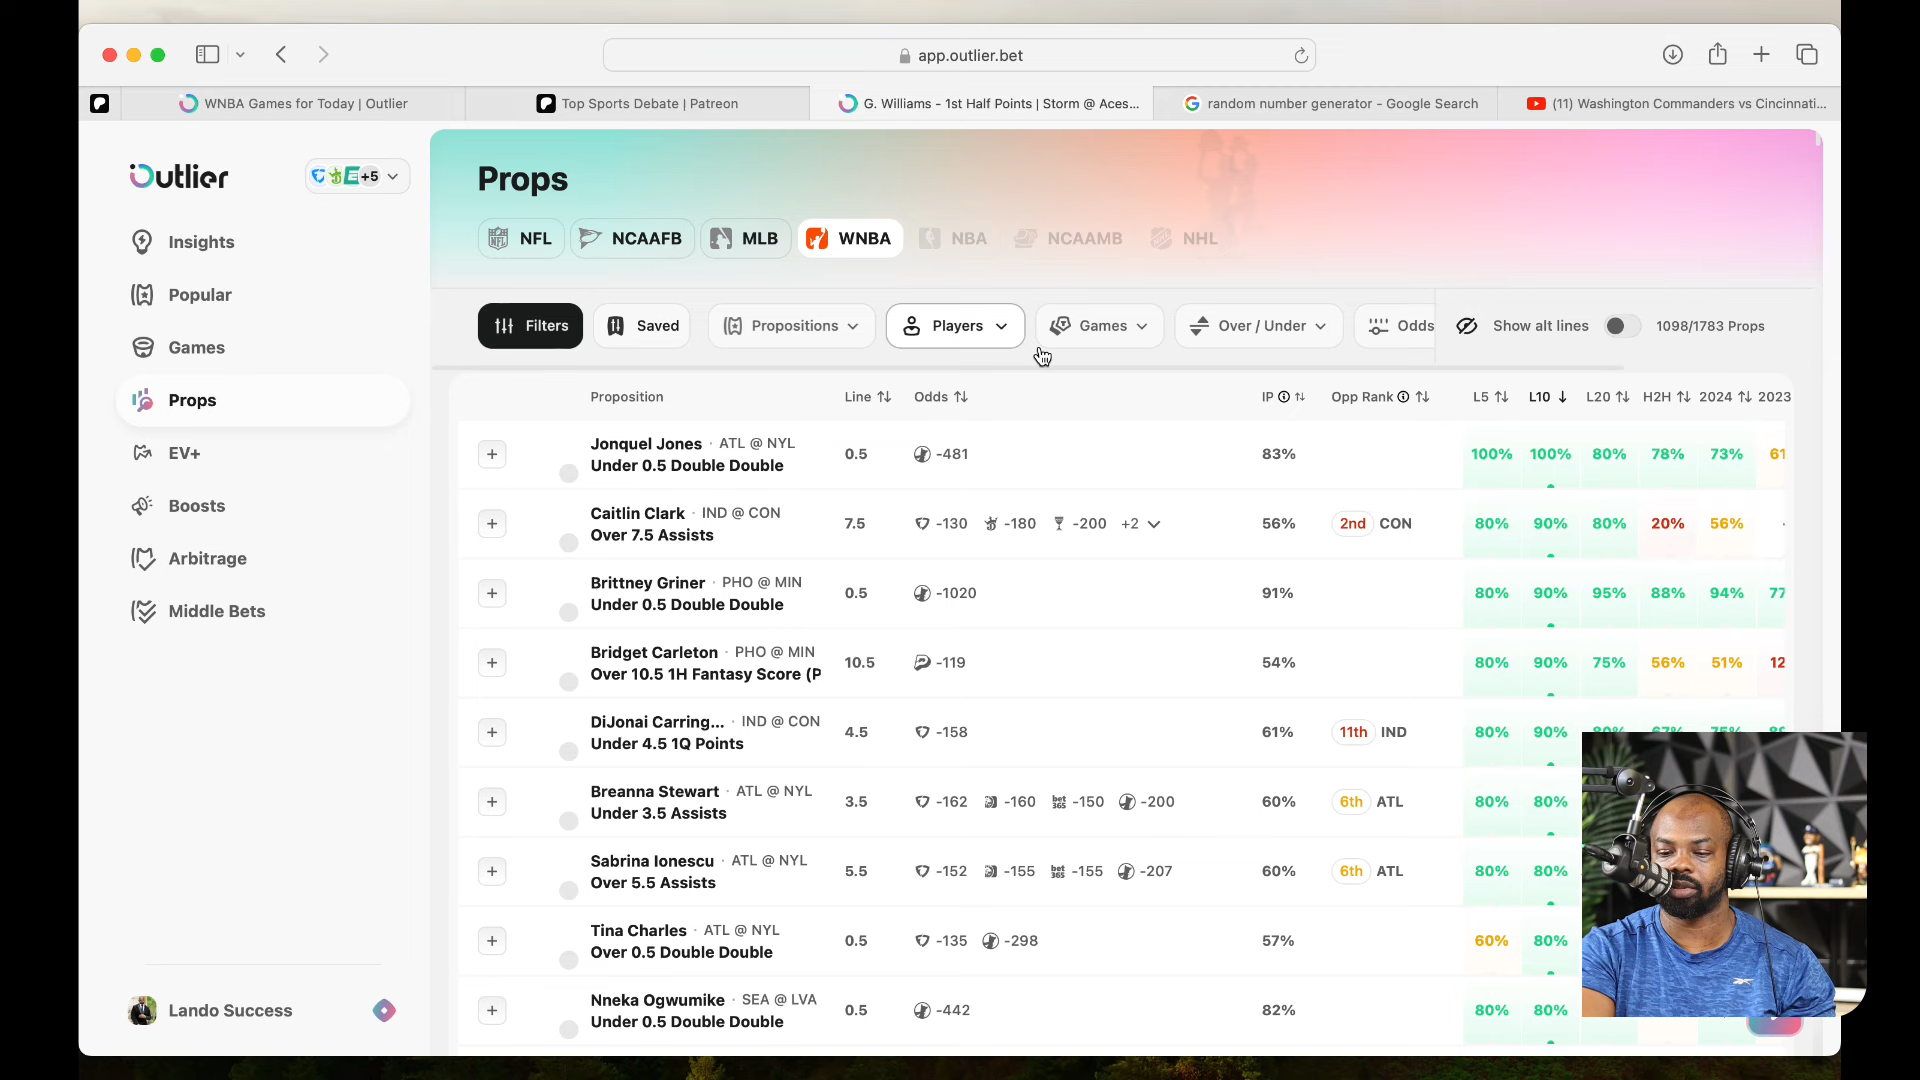 app.outlier.bet
WNBA Games for Today | Outlier
Top Sports Debate | Patreon
G. Williams - 1st Half Points | Storm @ Aces...
random number generator - Google Search
(11) Washington Commanders vs Cincinnati...
Outlier
+5
Insights
Popular
Games
Props
EV+
Boosts
Arbitrage
Middle Bets
Lando Success
Props
NFL
NCAAFB
MLB
WNBA
NBA
NCAAMB
NHL
Filters
Saved
Propositions
Players
Games
Over / Under
Odds
Show alt lines
1098/1783 Props
Proposition Line Odds IP Opp Rank L5 L10 L20 H2H 2024 2023
Jonquel Jones · ATL @ NYL
Under 0.5 Double Double
0.5 -481 83% 100% 100% 80% 78% 73% 61
Caitlin Clark · IND @ CON
Over 7.5 Assists
7.5 -130 -180 -200 +2 56% 2nd CON 80% 90% 80% 20% 56% -
Brittney Griner · PHO @ MIN
Under 0.5 Double Double
0.5 -1020 91% 80% 90% 95% 88% 94% 77
Bridget Carleton · PHO @ MIN
Over 10.5 1H Fantasy Score (P
10.5 -119 54% 80% 90% 75% 56% 51% 12
DiJonai Carring... · IND @ CON
Under 4.5 1Q Points
4.5 -158 61% 11th IND 80% 90%
Breanna Stewart · ATL @ NYL
Under 3.5 Assists
3.5 -162 -160 bet365 -150 -200 60% 6th ATL 80% 80%
Sabrina Ionescu · ATL @ NYL
Over 5.5 Assists
5.5 -152 -155 bet365 -155 -207 60% 6th ATL 80% 80%
Tina Charles · ATL @ NYL
Over 0.5 Double Double
0.5 -135 -298 57% 60% 80%
Nneka Ogwumike · SEA @ LVA
Under 0.5 Double Double
0.5 -442 82% 80% 80%